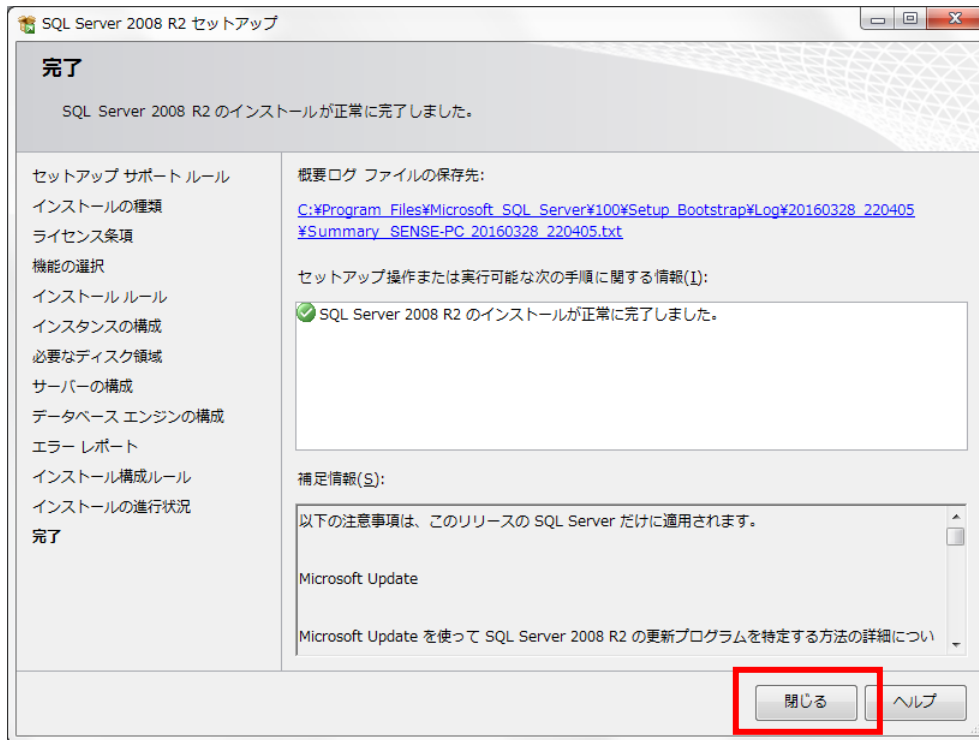 SQL Server 2008 R2 セットアップ
完了
SQL Server 2008 R2 のインストールが正常に完了しました。
セットアップ サポート ルール
インストールの種類
ライセンス条項
機能の選択
インストール ルール
インスタンスの構成
必要なディスク領域
サーバーの構成
データベース エンジンの構成
エラー レポート
インストール構成ルール
インストールの進行状況
完了
概要ログ ファイルの保存先:
C:¥Program Files¥Microsoft SQL Server¥100¥Setup Bootstrap¥Log¥20160328_220405
¥Summary_SENSE-PC_20160328_220405.txt
セットアップ操作または実行可能な次の手順に関する情報(I):
SQL Server 2008 R2 のインストールが正常に完了しました。
補足情報(S):
以下の注意事項は、このリリースの SQL Server だけに適用されます。
Microsoft Update
Microsoft Update を使って SQL Server 2008 R2 の更新プログラムを特定する方法の詳細につい
閉じる
ヘルプ